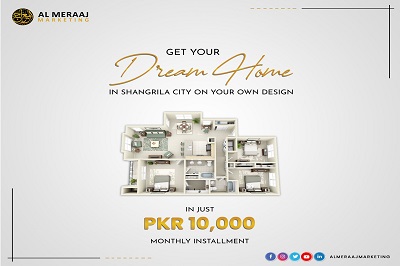 AL MERAAJ
MARKETING
GET YOUR
Dream Home
IN SHANGRILA CITY ON YOUR OWN DESIGN
IN JUST
PKR 10,000
MONTHLY INSTALLMENT
ALMERAAJMARKETING